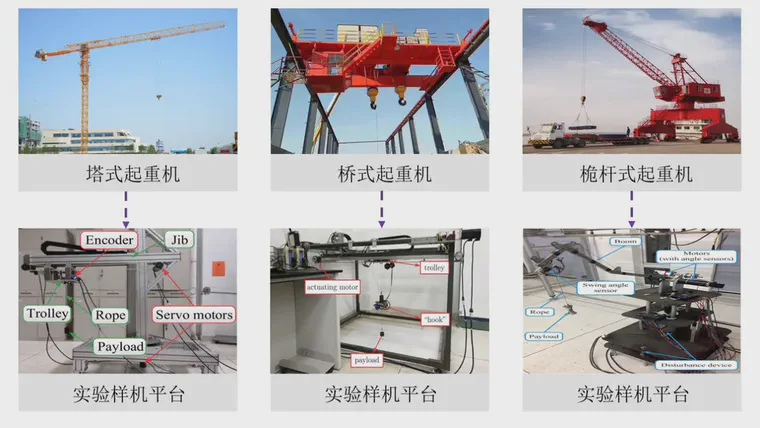 塔式起重机
桥式起重机
桅杆式起重机
Encoder
Jib
Trolley
Rope
Servo motors
Payload
trolley
actuating motor
"hook"
payload
Boom
Motors
(with angle sensors)
Swing angle
sensor
Rope
Payload
Disturbance device
实验样机平台
实验样机平台
实验样机平台